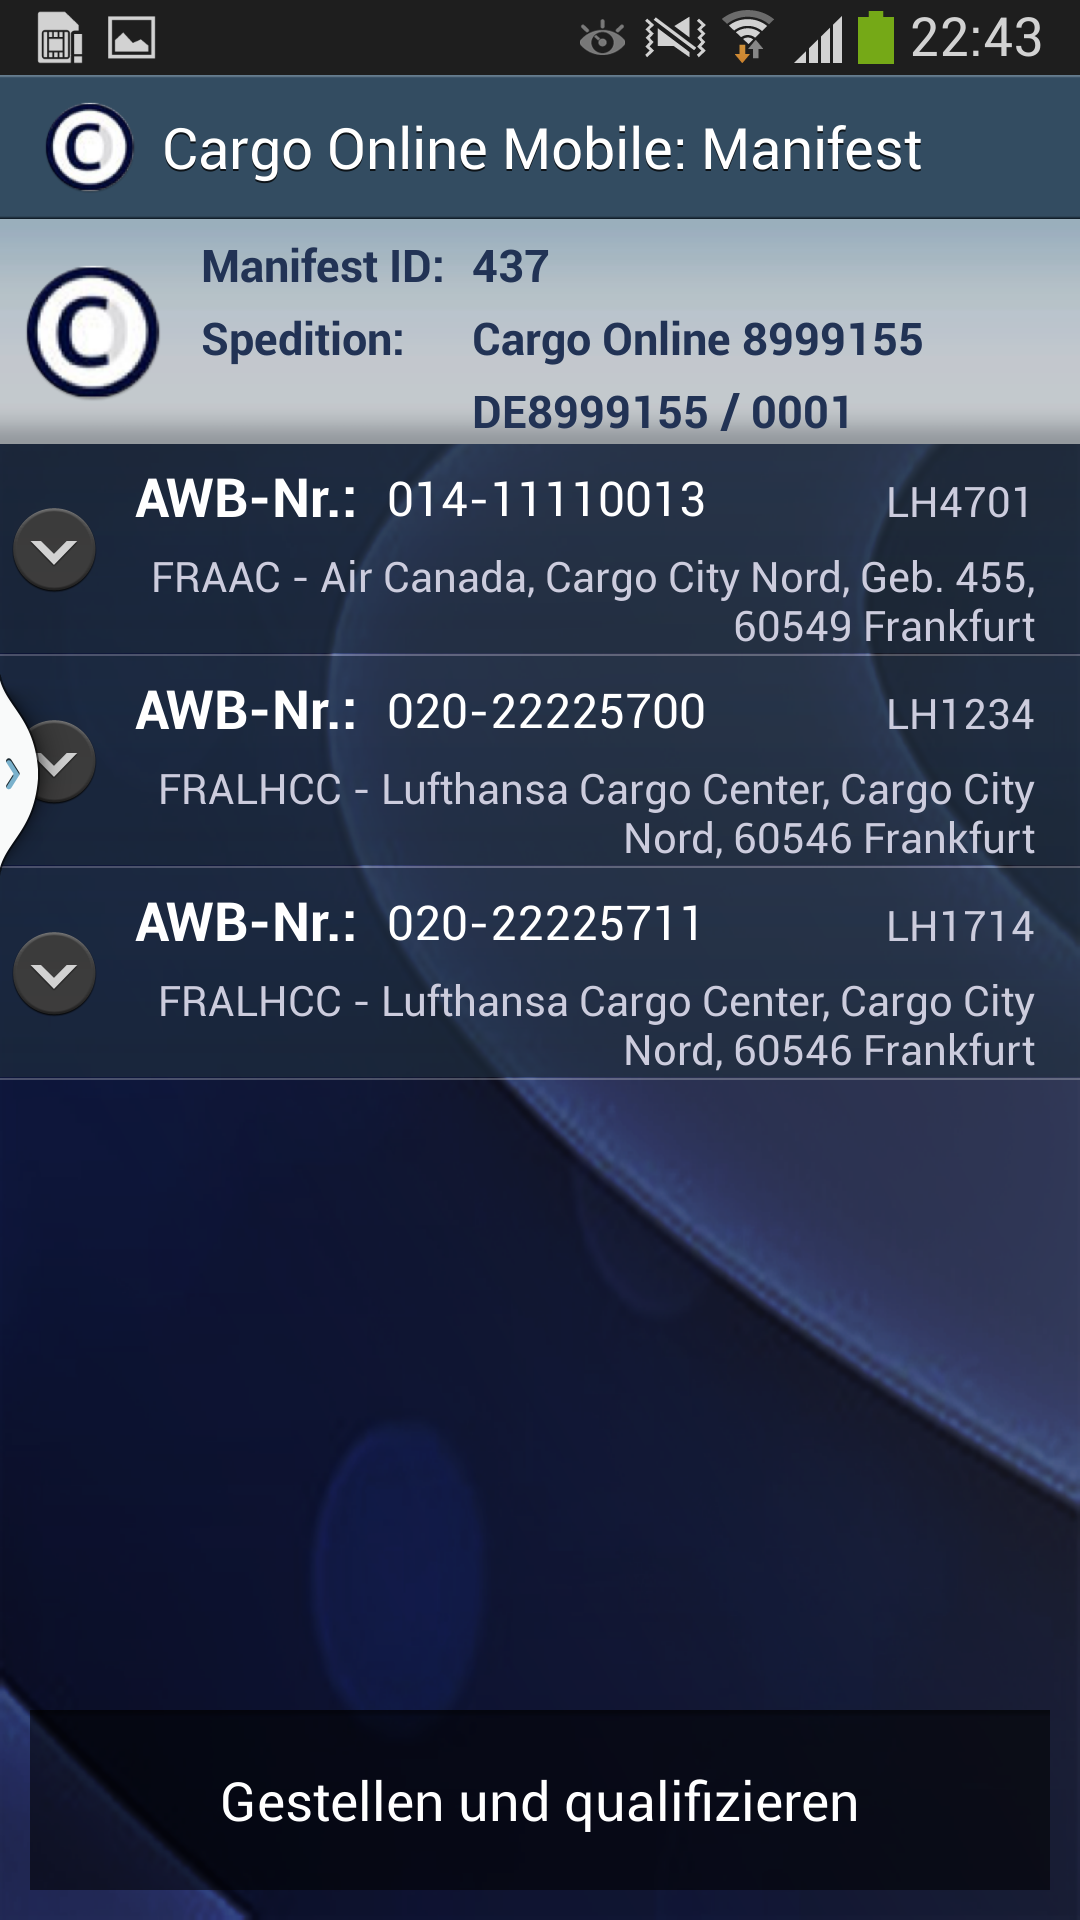 22:43
C Cargo Online Mobile: Manifest
C
Manifest ID: 437
Spedition: Cargo Online 8999155
DE8999155 / 0001
AWB-Nr.: 014-11110013 LH4701
FRAAC - Air Canada, Cargo City Nord, Geb. 455,
60549 Frankfurt
AWB-Nr.: 020-22225700 LH1234
FRALHCC - Lufthansa Cargo Center, Cargo City
Nord, 60546 Frankfurt
AWB-Nr.: 020-22225711 LH1714
FRALHCC - Lufthansa Cargo Center, Cargo City
Nord, 60546 Frankfurt
Gestellen und qualifizieren